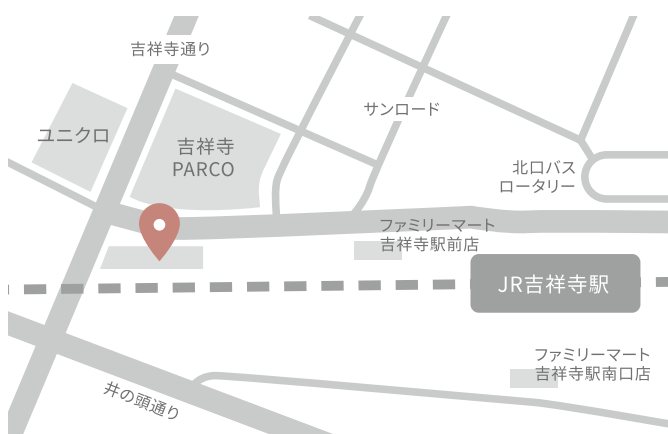 吉祥寺通り
サンロード
ユニクロ
吉祥寺
PARCO
北口バス
ロータリー
ファミリーマート
吉祥寺駅前店
JR吉祥寺駅
ファミリーマート
吉祥寺駅南口店
井の頭通り